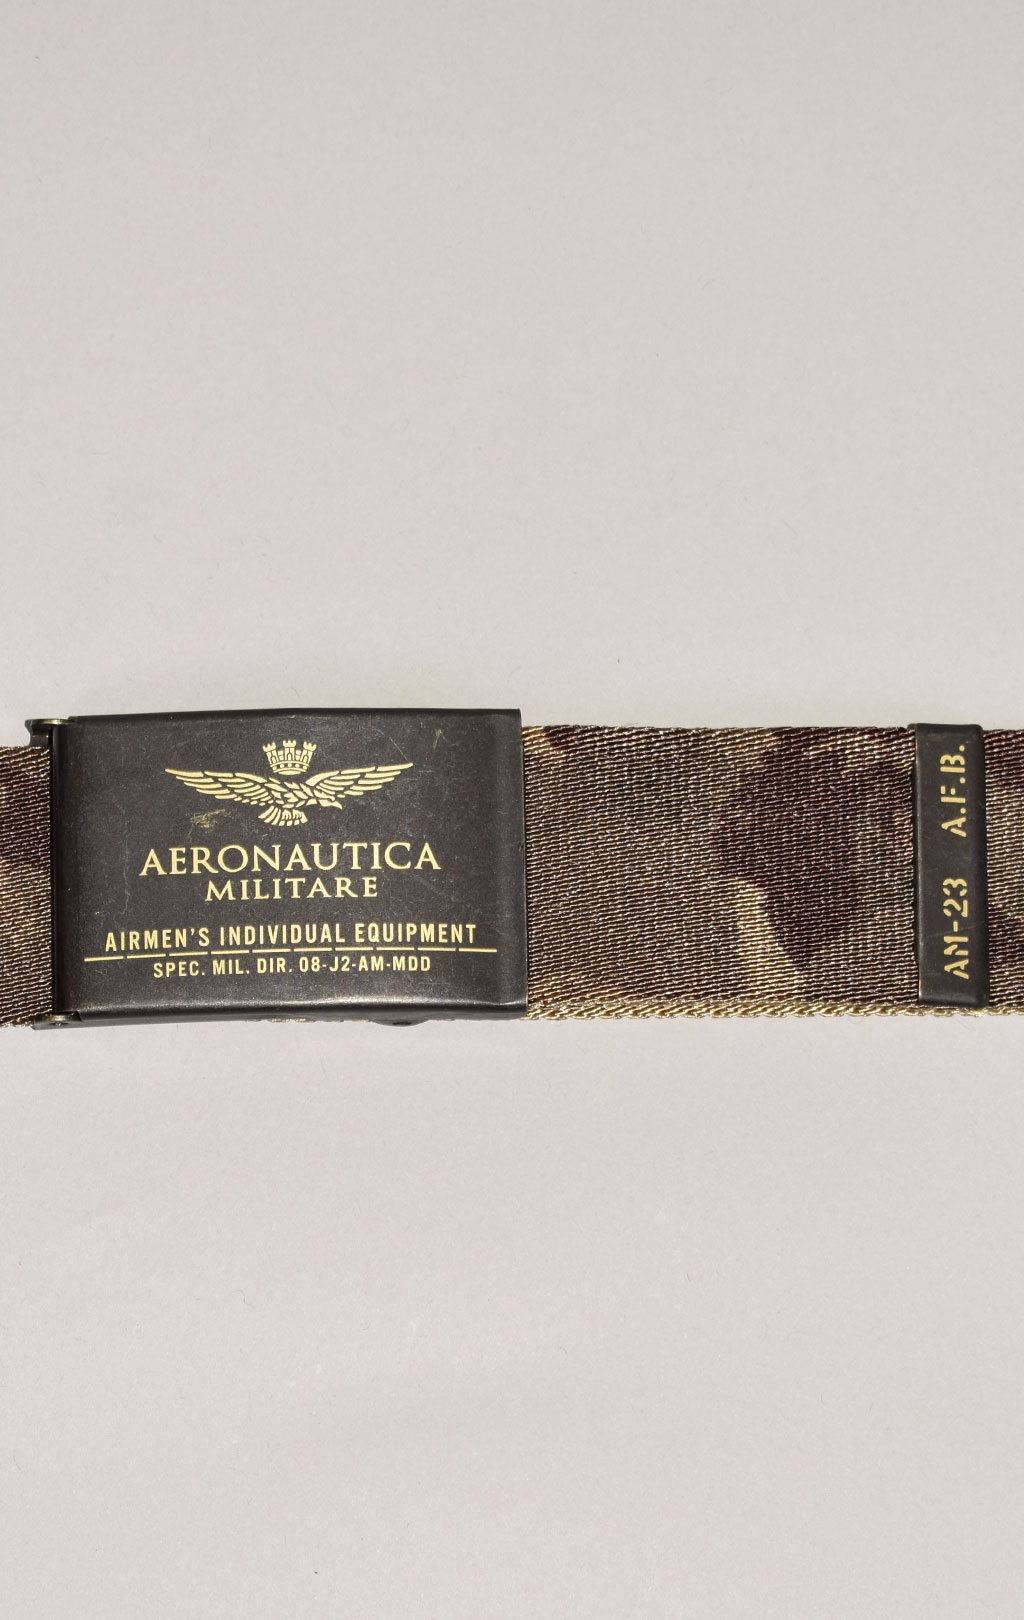 AERONAUTICA
MILITARE
AIRMEN'S INDIVIDUAL EQUIPMENT
SPEC. MIL. DIR. 08-J2-AM-MDD
AM-23 A.F.B.